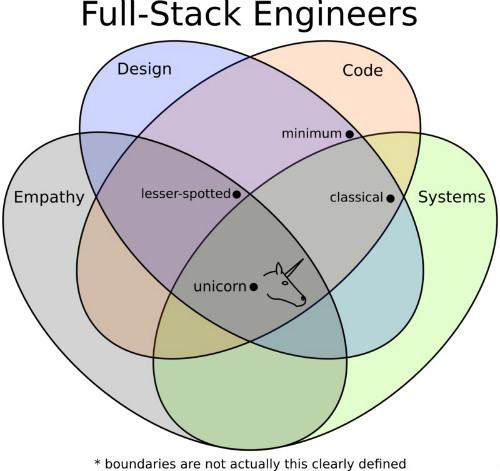 Full-Stack Engineers
Design
Code
minimum
Empathy
lesser-spotted
classical
Systems
unicorn
* boundaries are not actually this clearly defined